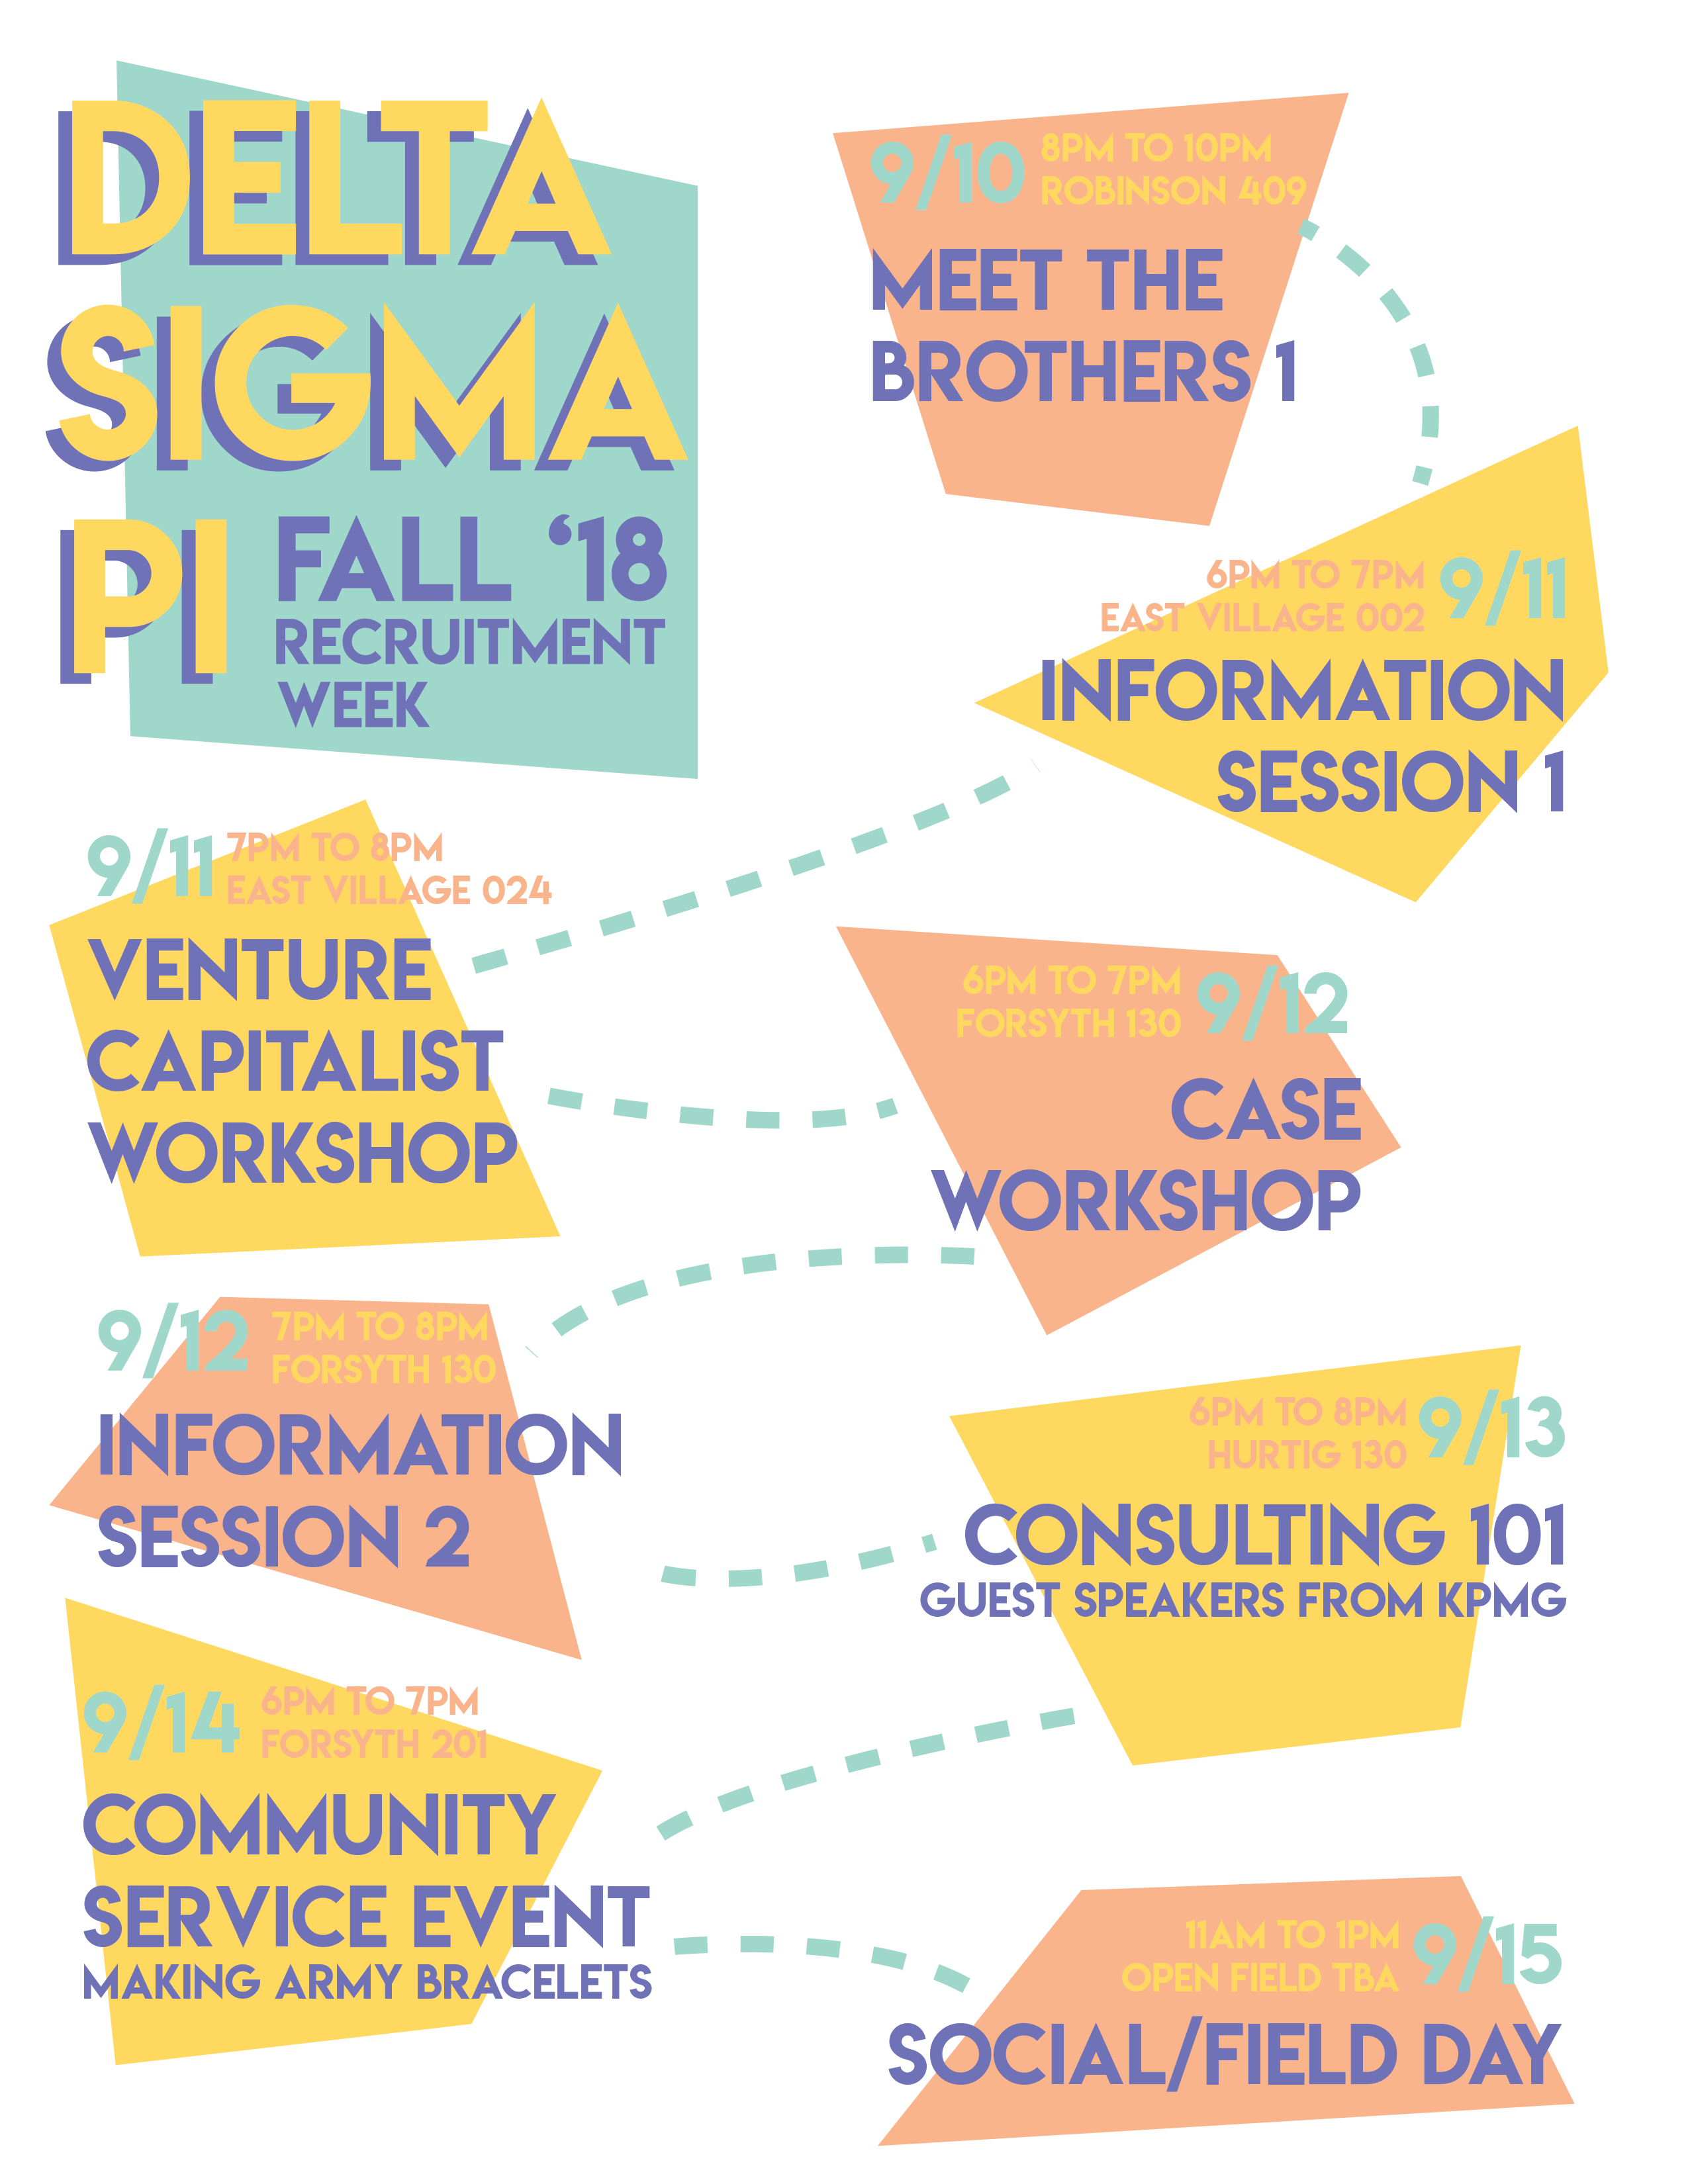 DELTA
SIGMA
PI
FALL ‘18
RECRUITMENT
WEEK
9/10
8PM TO 10PM
ROBINSON 409
MEET THE
BROTHERS 1
6PM TO 7PM
EAST VILLAGE 002
9/11
INFORMATION
SESSION 1
9/11
7PM TO 8PM
EAST VILLAGE 024
VENTURE
CAPITALIST
WORKSHOP
6PM TO 7PM
FORSYTH 130
9/12
CASE
WORKSHOP
9/12
7PM TO 8PM
FORSYTH 130
INFORMATION
SESSION 2
6PM TO 8PM
HURTIG 130
9/13
CONSULTING 101
GUEST SPEAKERS FROM KPMG
9/14
6PM TO 7PM
FORSYTH 201
COMMUNITY
SERVICE EVENT
MAKING ARMY BRACELETS
11AM TO 1PM
OPEN FIELD TBA
9/15
SOCIAL/FIELD DAY